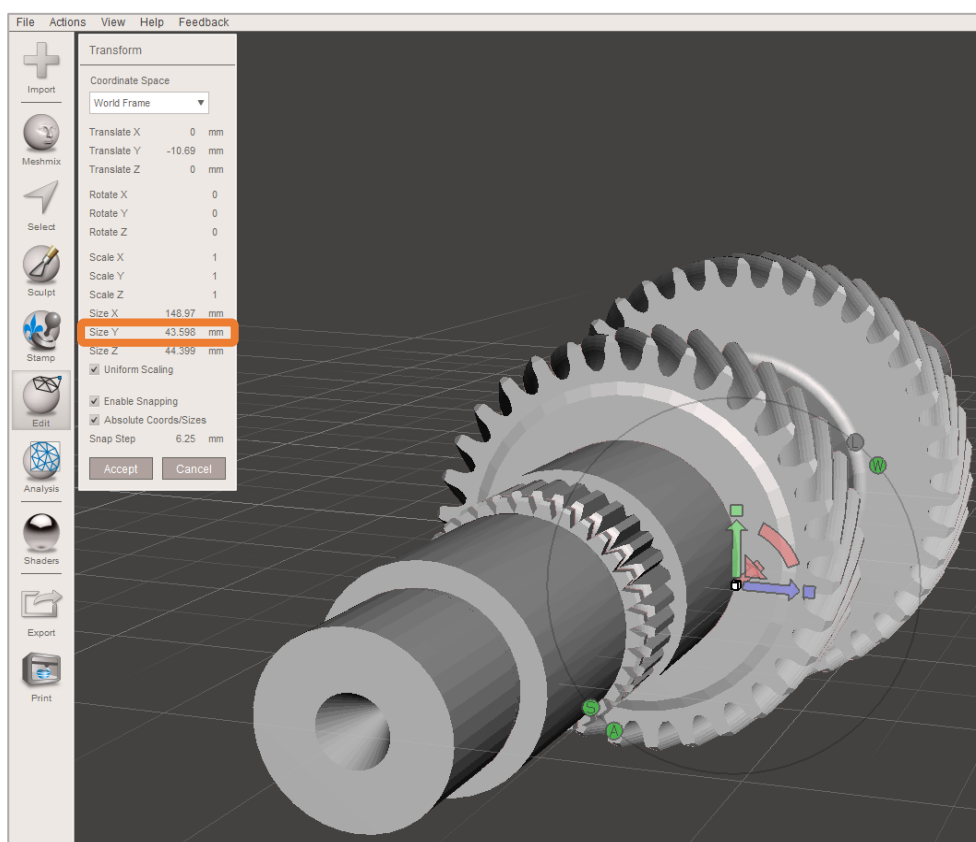 File Actions View Help Feedback
Import
Meshmix
Select
Sculpt
Stamp
Edit
Analysis
Shaders
Export
Print
Transform
Coordinate Space
World Frame
Translate X 0 mm
Translate Y -10.69 mm
Translate Z 0 mm
Rotate X 0
Rotate Y 0
Rotate Z 0
Scale X 1
Scale Y 1
Scale Z 1
Size X 148.97 mm
Size Y 43.598 mm
Size Z 44.399 mm
Uniform Scaling
Enable Snapping
Absolute Coords/Sizes
Snap Step 6.25 mm
Accept Cancel
L
W
S
A